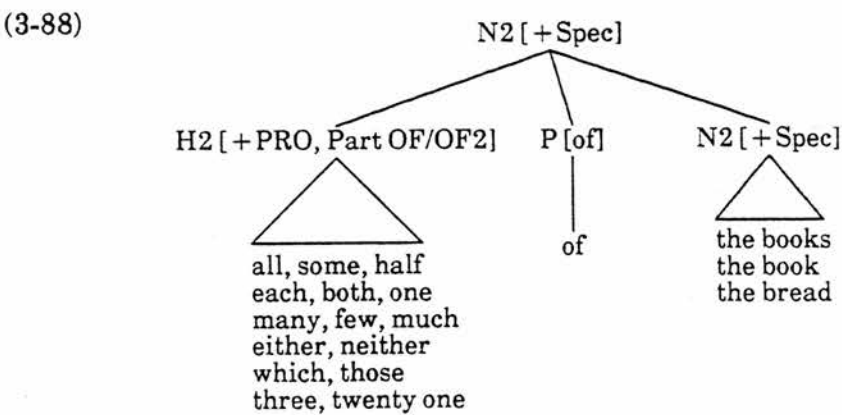 (3-88)
N2 [+Spec]
H2 [+PRO, Part OF/OF2] P [of] N2 [+Spec]
all, some, half
each, both, one
many, few, much
either, neither
which, those
three, twenty one
of
the books
the book
the bread